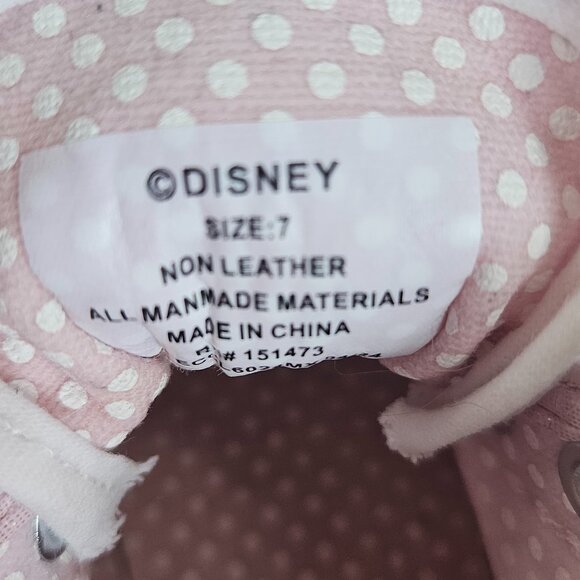 ©DISNEY
SIZE:7
NON LEATHER
ALL MANMADE MATERIALS
MADE IN CHINA
# 151473